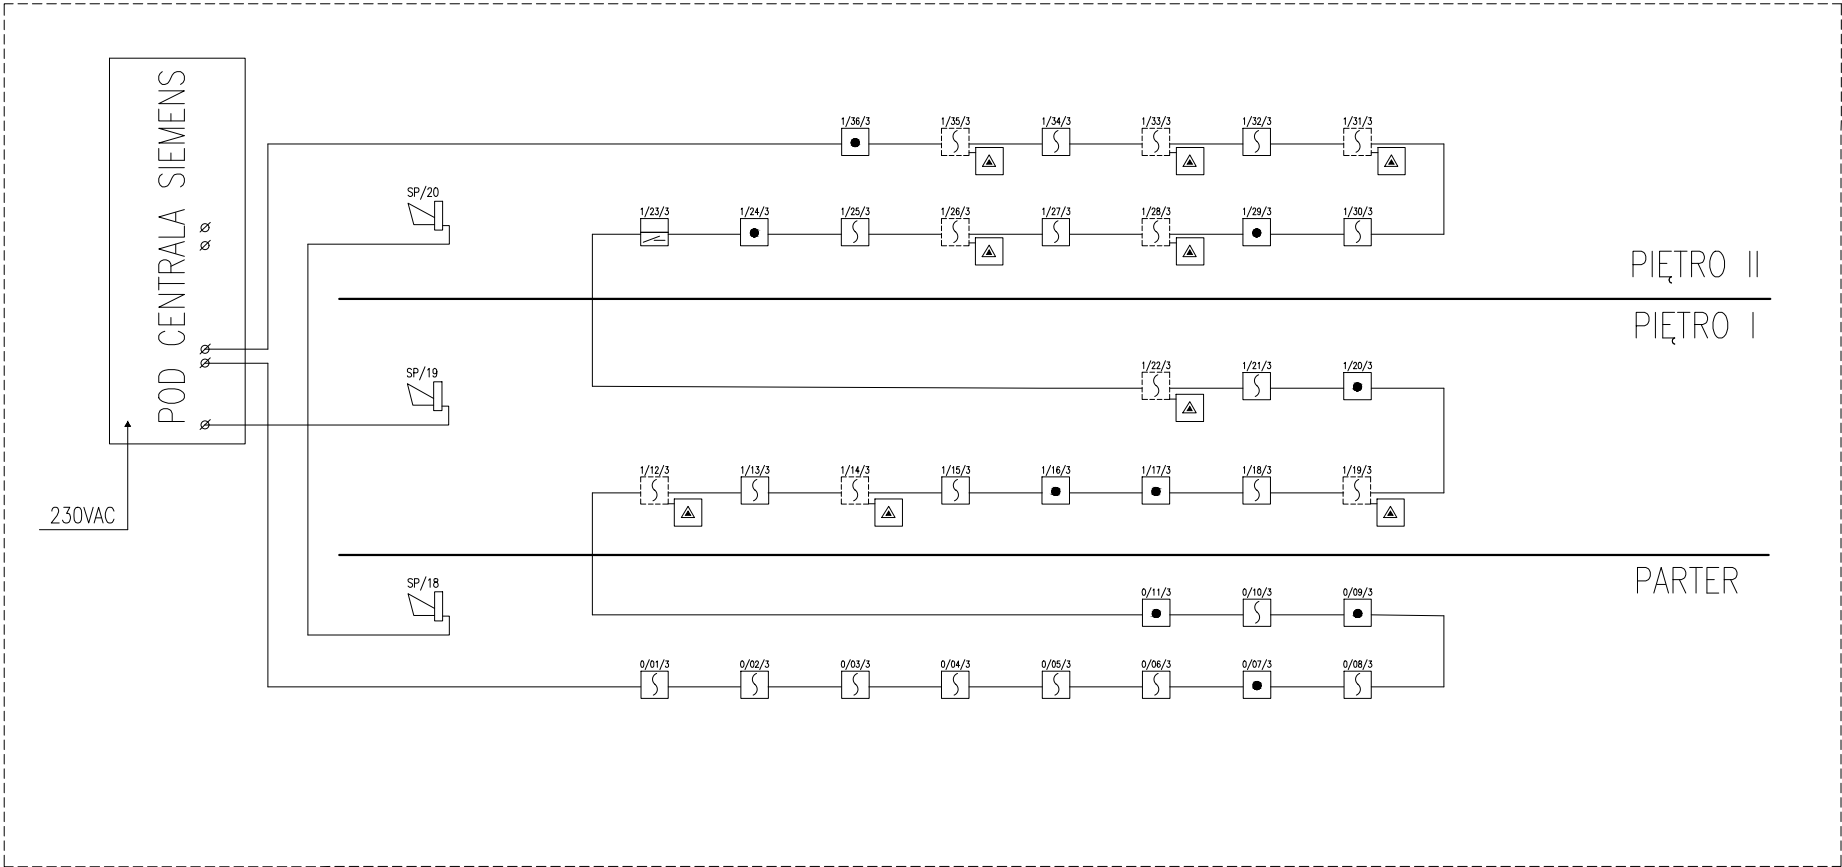 POD CENTRALA SIEMENS
230VAC
1/36/3 1/35/3 1/34/3 1/33/3 1/32/3 1/31/3
SP/20
1/23/3 1/24/3 1/25/3 1/26/3 1/27/3 1/28/3 1/29/3 1/30/3
PIĘTRO II
PIĘTRO I
SP/19
1/22/3 1/21/3 1/20/3
1/12/3 1/13/3 1/14/3 1/15/3 1/16/3 1/17/3 1/18/3 1/19/3
PARTER
SP/18
0/11/3 0/10/3 0/09/3
0/01/3 0/02/3 0/03/3 0/04/3 0/05/3 0/06/3 0/07/3 0/08/3